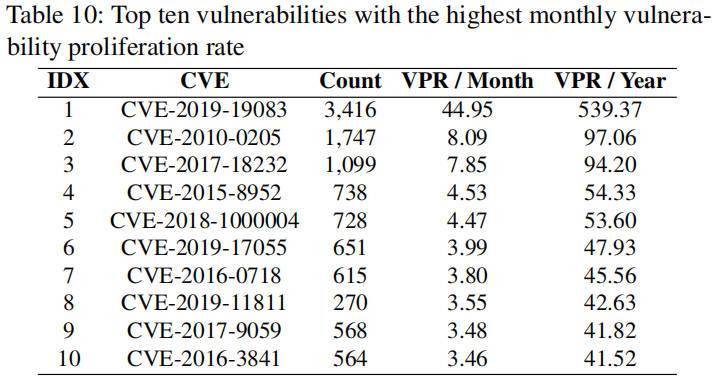 Table 10: Top ten vulnerabilities with the highest monthly vulnera-
bility proliferation rate
IDX CVE Count VPR / Month VPR / Year
1 CVE-2019-19083 3,416 44.95 539.37
2 CVE-2010-0205 1,747 8.09 97.06
3 CVE-2017-18232 1,099 7.85 94.20
4 CVE-2015-8952 738 4.53 54.33
5 CVE-2018-1000004 728 4.47 53.60
6 CVE-2019-17055 651 3.99 47.93
7 CVE-2016-0718 615 3.80 45.56
8 CVE-2019-11811 270 3.55 42.63
9 CVE-2017-9059 568 3.48 41.82
10 CVE-2016-3841 564 3.46 41.52